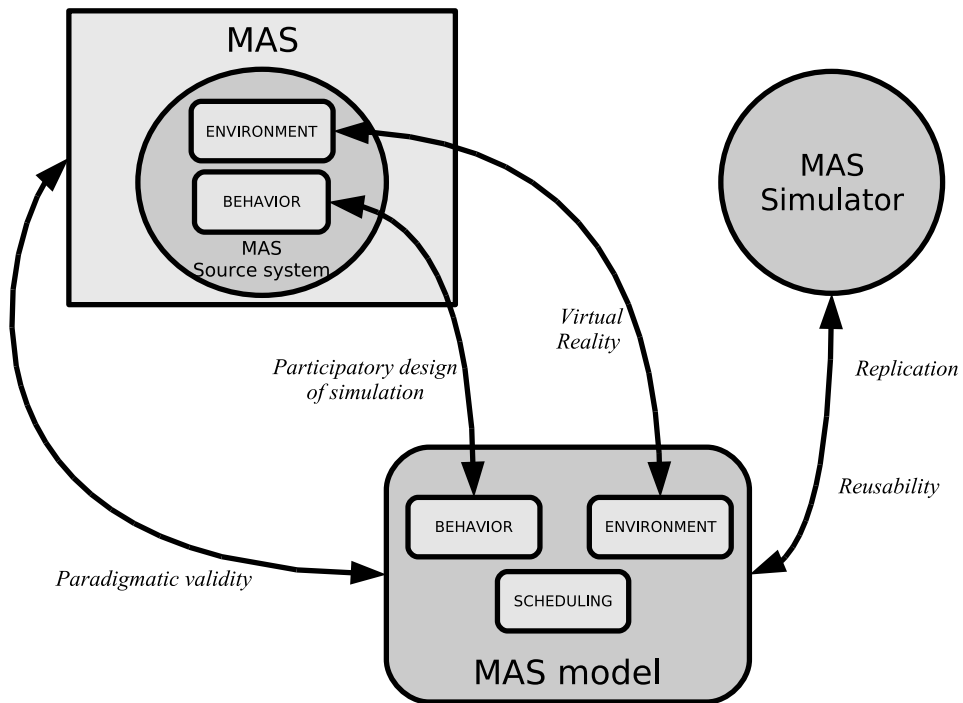 MAS
ENVIRONMENT
BEHAVIOR
MAS
Source system
MAS
Simulator
Virtual
Reality
Participatory design
of simulation
Replication
Reusability
Paradigmatic validity
BEHAVIOR
ENVIRONMENT
SCHEDULING
MAS model